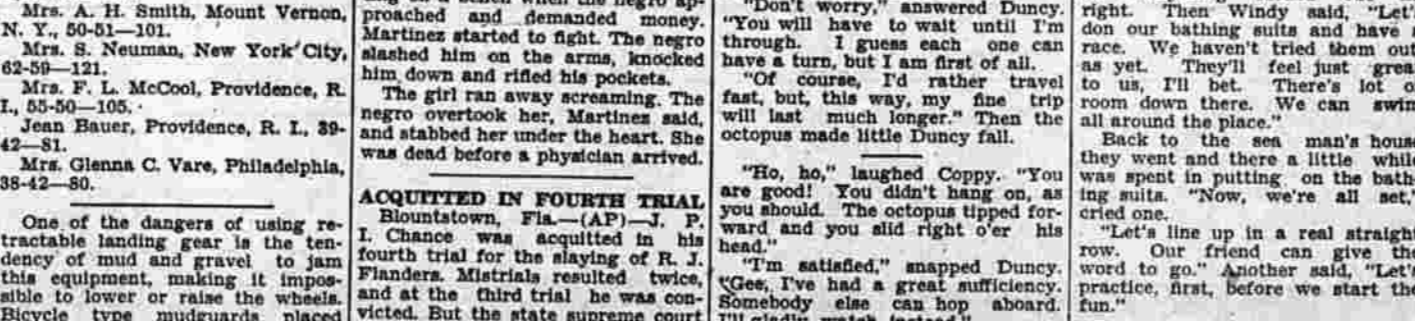 Mrs. A. H. Smith, Mount Vernon,
N. Y., 50-51—101.
Mrs. S. Neuman, New York City,
62-59—121.
Mrs. F. L. McCool, Providence, R.
I., 55-50—105.
Jean Bauer, Providence, R. I., 39-
42—81.
Mrs. Glenna C. Vare, Philadelphia,
38-42—80.
One of the dangers of using re-
tractable landing gear is the ten-
dency of mud and gravel to jam
this equipment, making it impos-
sible to lower or raise the wheels.
Bicycle type mudguards placed
proached and demanded money.
Martinez started to fight. The negro
slashed him on the arms, knocked
him down and rifled his pockets.
The girl ran away screaming. The
negro overtook her, Martines said,
and stabbed her under the heart. She
was dead before a physician arrived.
ACQUITTED IN FOURTH TRIAL
Blountstown, Fla.—(AP)—J. P.
I. Chance was acquitted in his
fourth trial for the slaying of R. J.
Flanders. Mistrials resulted twice,
and at the third trial he was con-
victed. But the state supreme court
"Don't worry," answered Duncy.
"You will have to wait until I'm
through. I guess each one can
have a turn, but I am first of all.
"Of course, I'd rather travel
fast, but, this way, my fine trip
will last much longer." Then the
octopus made little Duncy fall.
"Ho, ho," laughed Coppy. "You
are good! You didn't hang on, as
you should. The octopus tipped for-
ward and you slid right o'er his
head."
"I'm satisfied," snapped Duncy.
"Gee, I've had a great sufficiency.
Somebody else can hop aboard.
I'll gladly watch instead."
right. Then Windy said, "Let's
don our bathing suits and have
race. We haven't tried them out
as yet. They'll feel just
to us, I'll bet. There's lot
room down there. We can swim
all around the place."
Back to the sea man's house
they went and there a little while
was spent in putting on the bath-
ing suits. "Now, we're all set,"
cried one.
"Let's line up in a real straight
row. Our friend can give the
word to go." Another said, "Let's
practice, first, before we start the
fun."